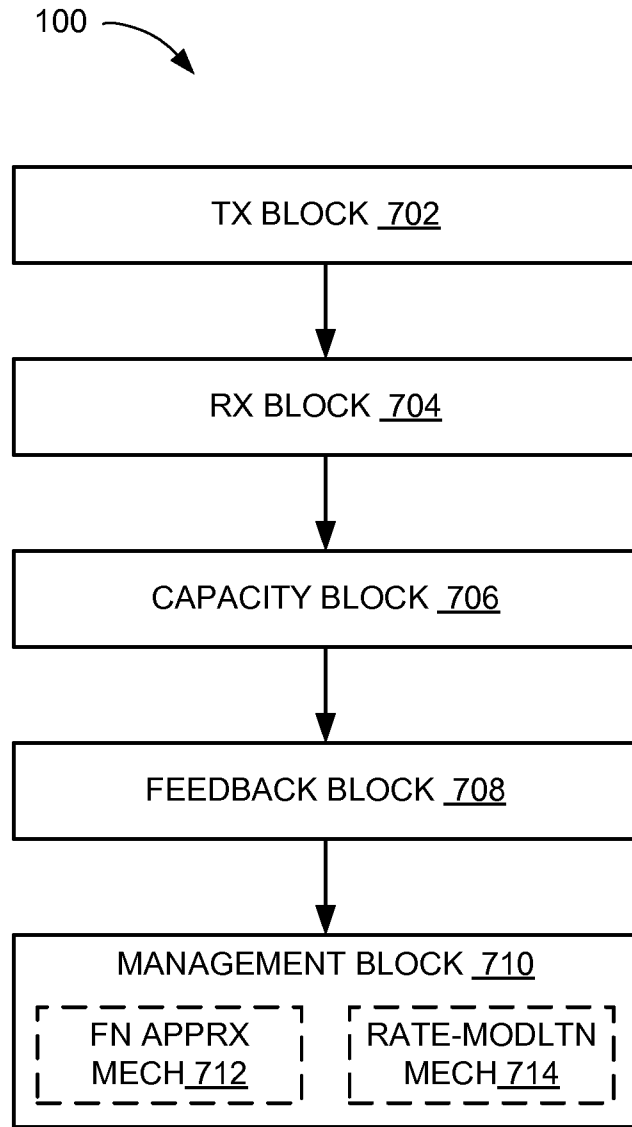 100
TX BLOCK 702
RX BLOCK 704
CAPACITY BLOCK 706
FEEDBACK BLOCK 708
MANAGEMENT BLOCK 710
FN APPRX
MECH 712
RATE-MODLTN
MECH 714